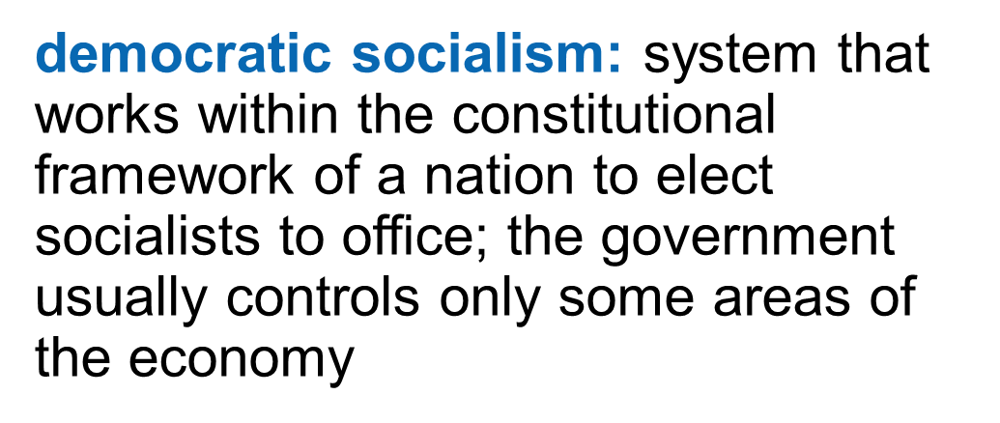 democratic socialism: system that
works within the constitutional
framework of a nation to elect
socialists to office; the government
usually controls only some areas of
the economy